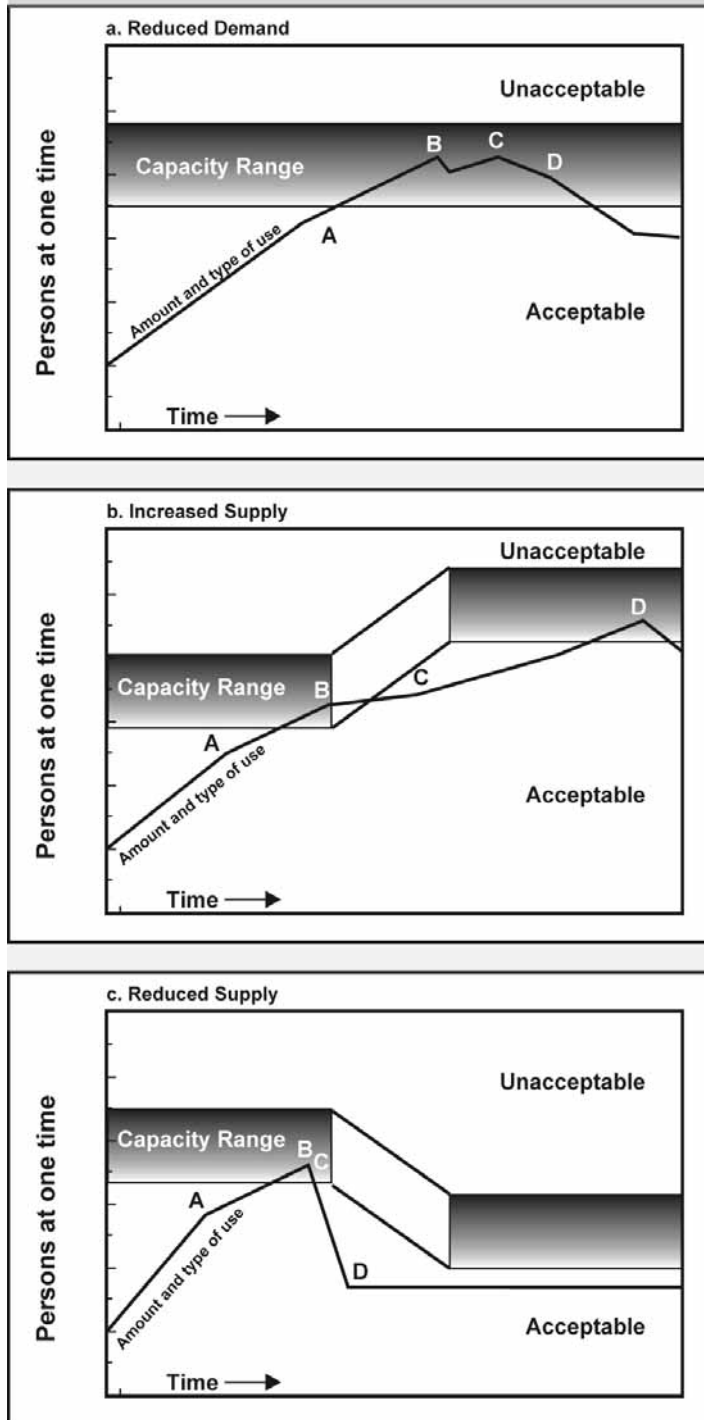 a. Reduced Demand
Unacceptable
B
C
D
Capacity Range
A
Amount and type of use
Acceptable
Persons at one time
Time
b. Increased Supply
Unacceptable
D
Capacity Range
B
C
A
Amount and type of use
Acceptable
Persons at one time
Time
c. Reduced Supply
Unacceptable
Capacity Range
B
C
A
D
Amount and type of use
Acceptable
Persons at one time
Time